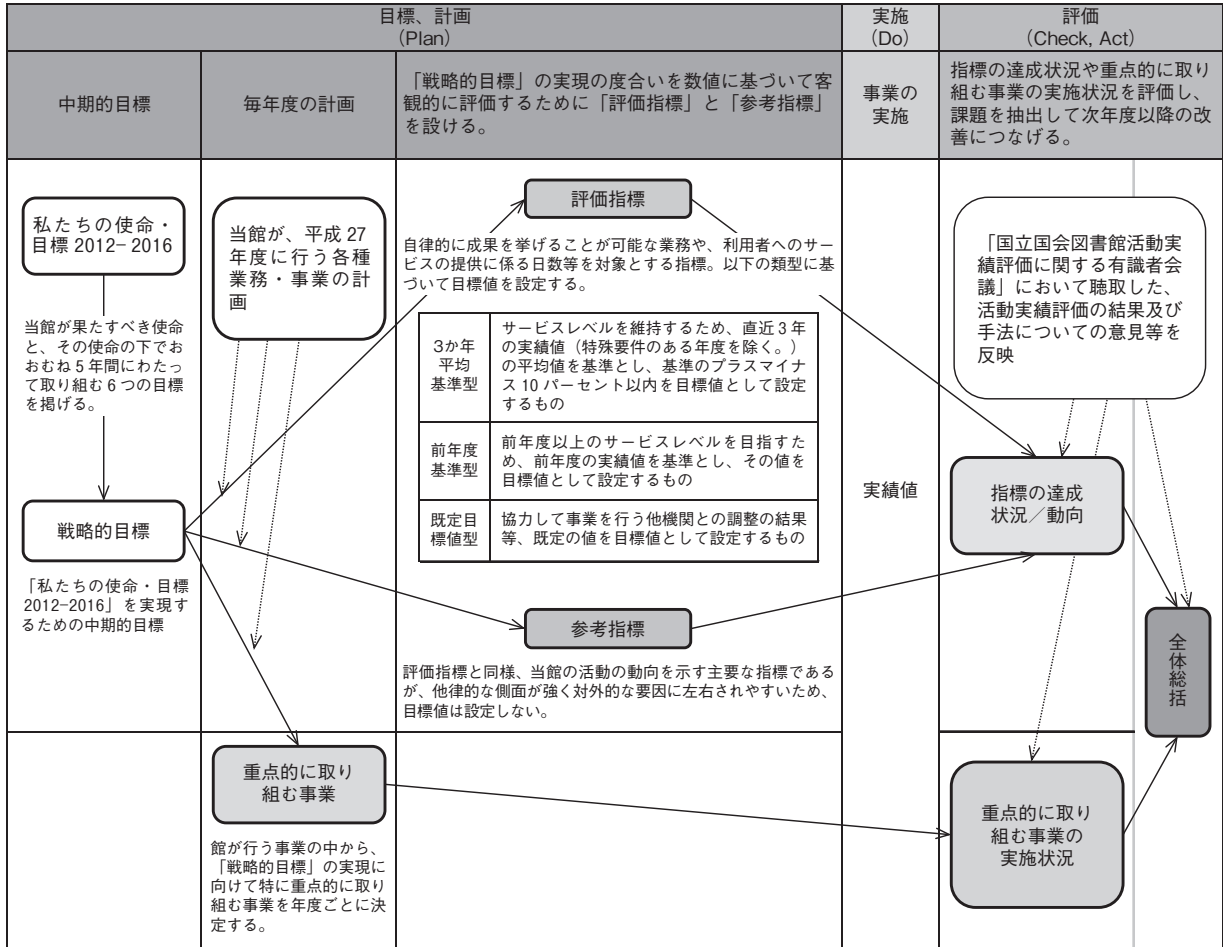 目標、計画
（Plan）
実施
（Do）
評価
（Check, Act）
中期的目標
毎年度の計画
「戦略的目標」の実現の度合いを数値に基づいて客
観的に評価するために「評価指標」と「参考指標」
を設ける。
事業の
実施
指標の達成状況や重点的に取り
組む事業の実施状況を評価し、
課題を抽出して次年度以降の改
善につなげる。
私たちの使命・
目標 2012−2016
当館が果たすべき使命
と、その使命の下でお
おむね 5 年間にわたっ
て取り組む 6 つの目標
を掲げる。
戦略的目標
「私たちの使命・目標
2012−2016」を実現す
るための中期的目標
当館が、平成 27
年度に行う各種
業務・事業の計
画
重点的に取り
組む事業
館が行う事業の中から、
「戦略的目標」の実現に
向けて特に重点的に取り
組む事業を年度ごとに決
定する。
評価指標
自律的に成果を挙げることが可能な業務や、利用者へのサー
ビスの提供に係る日数等を対象とする指標。以下の類型に基
づいて目標値を設定する。
3か年
平均
基準型
サービスレベルを維持するため、直近 3 年
の実績値（特殊要件のある年度を除く。）
の平均値を基準とし、基準のプラスマイナ
ス 10 パーセント以内を目標値として設定
するもの
前年度
基準型
前年度以上のサービスレベルを目指すた
め、前年度の実績値を基準とし、その値を
目標値として設定するもの
既定目
標値型
協力して事業を行う他機関との調整の結果
等、既定の値を目標値として設定するもの
参考指標
評価指標と同様、当館の活動の動向を示す主要な指標である
が、他律的な側面が強く対外的な要因に左右されやすいため、
目標値は設定しない。
実績値
「国立国会図書館活動実
績評価に関する有識者会
議」において聴取した、
活動実績評価の結果及び
手法についての意見等を
反映
指標の達成
状況／動向
全体総括
重点的に取り
組む事業の
実施状況